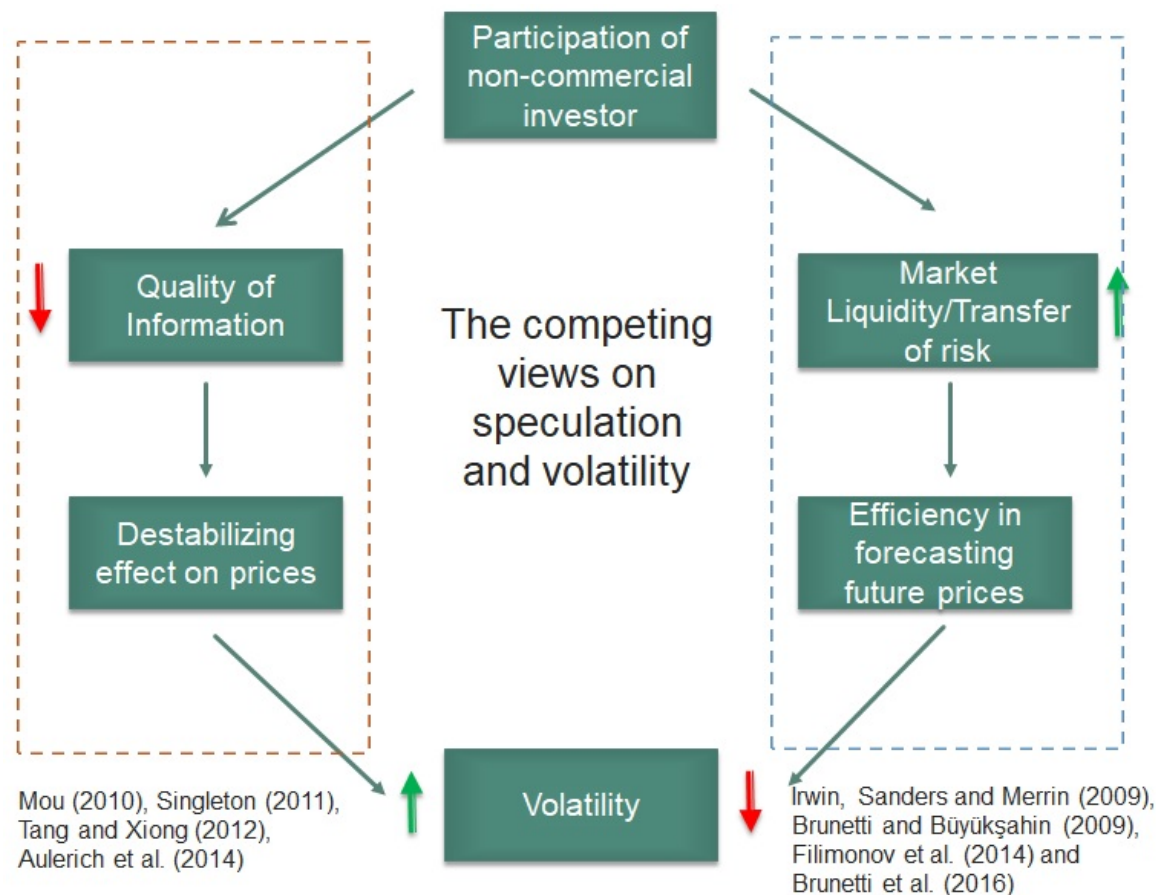 Participation of
non-commercial
investor
Quality of
Information
Market
Liquidity/Transfer
of risk
The competing
views on
speculation
and volatility
Destabilizing
effect on prices
Efficiency in
forecasting
future prices
Volatility
Mou (2010), Singleton (2011),
Tang and Xiong (2012),
Aulerich et al. (2014)
Irwin, Sanders and Merrin (2009),
Brunetti and Büyükşahin (2009),
Filimonov et al. (2014) and
Brunetti et al. (2016)